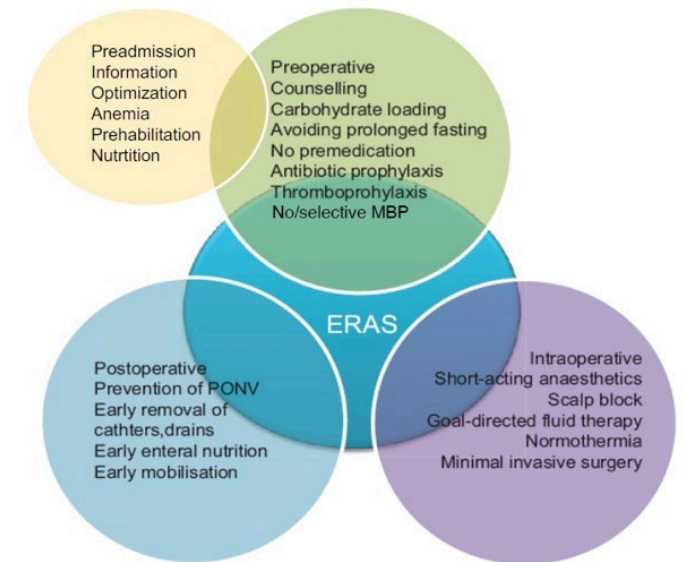 Preadmission
Information
Optimization
Anemia
Prehabilitation
Nutrtition
Preoperative
Counselling
Carbohydrate loading
Avoiding prolonged fasting
No premedication
Antibiotic prophylaxis
Thromboprohylaxis
No/selective MBP
ERAS
Postoperative
Prevention of PONV
Early removal of
cathters,drains
Early enteral nutrition
Early mobilisation
Intraoperative
Short-acting anaesthetics
Scalp block
Goal-directed fluid therapy
Normothermia
Minimal invasive surgery